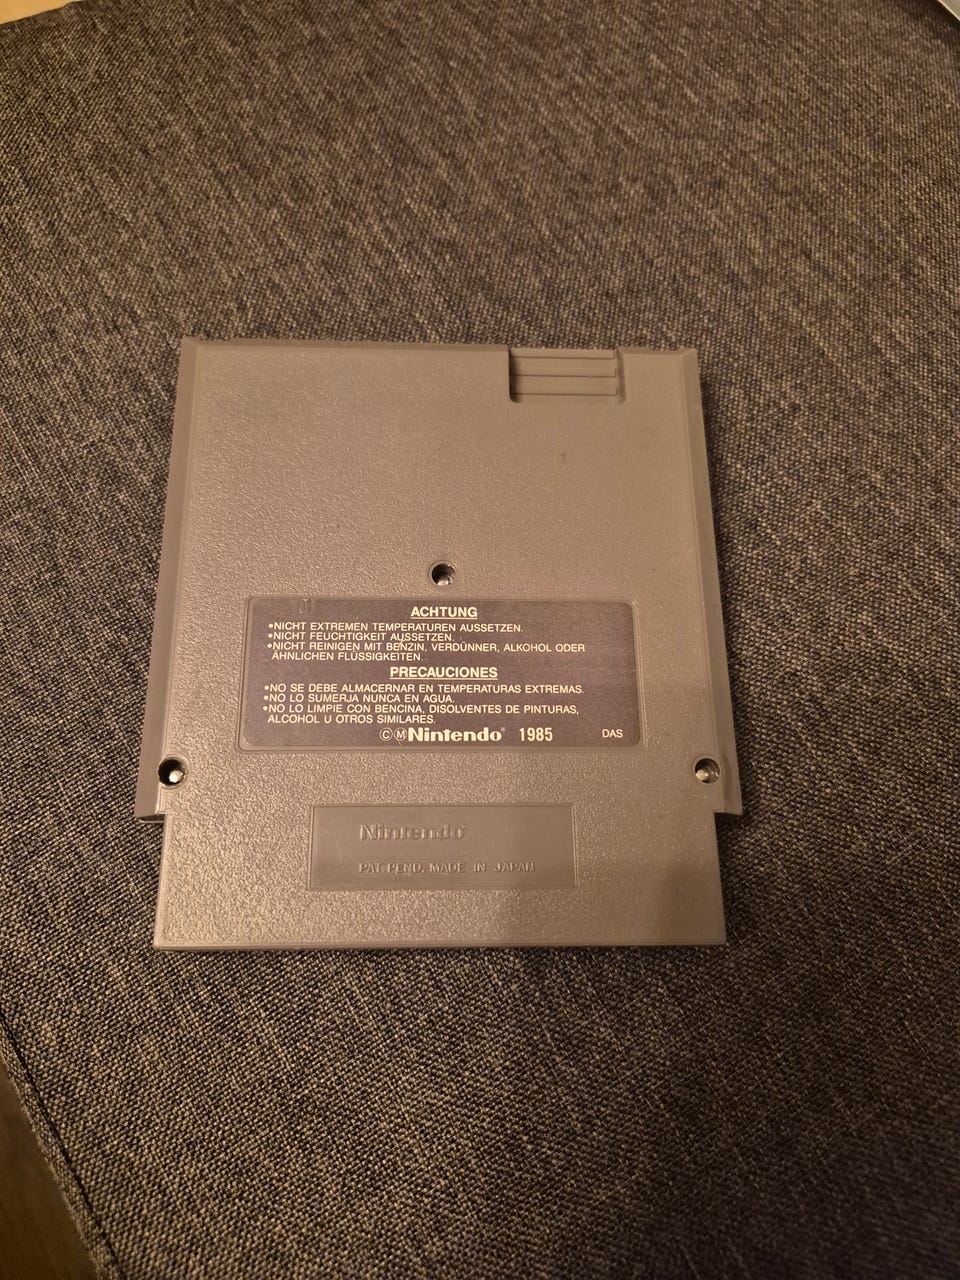 ACHTUNG
•NICHT EXTREMEN TEMPERATUREN AUSSETZEN.
•NICHT FEUCHTIGKEIT AUSSETZEN.
•NICHT REINIGEN MIT BENZIN, VERDÜNNER, ALKOHOL ODER
ÄHNLICHEN FLÜSSIGKEITEN.
PRECAUCIONES
•NO SE DEBE ALMACERNAR EN TEMPERATURAS EXTREMAS.
•NO LO SUMERJA NUNCA EN AGUA.
•NO LO LIMPIE CON BENCINA, DISOLVENTES DE PINTURAS,
ALCOHOL U OTROS SIMILARES.
ⒸⓂNintendo® 1985 DAS
Nintendo®
PAT. PEND. MADE IN JAPAN